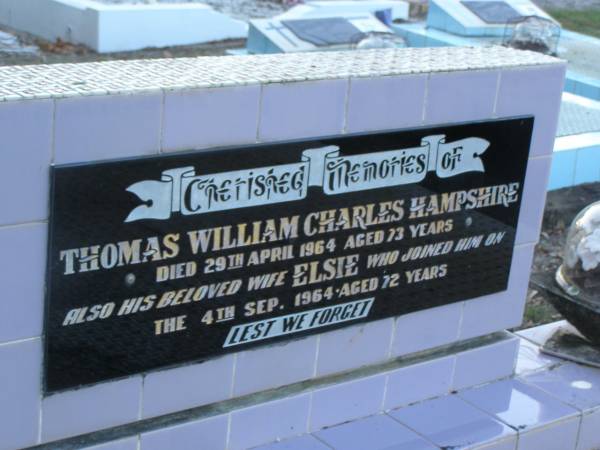 Cherished Memories of
THOMAS WILLIAM CHARLES HAMPSHIRE
DIED 29TH APRIL 1964 AGED 73 YEARS
ALSO HIS BELOVED WIFE ELSIE WHO JOINED HIM ON
THE 4TH SEP. 1964 · AGED 72 YEARS
LEST WE FORGET